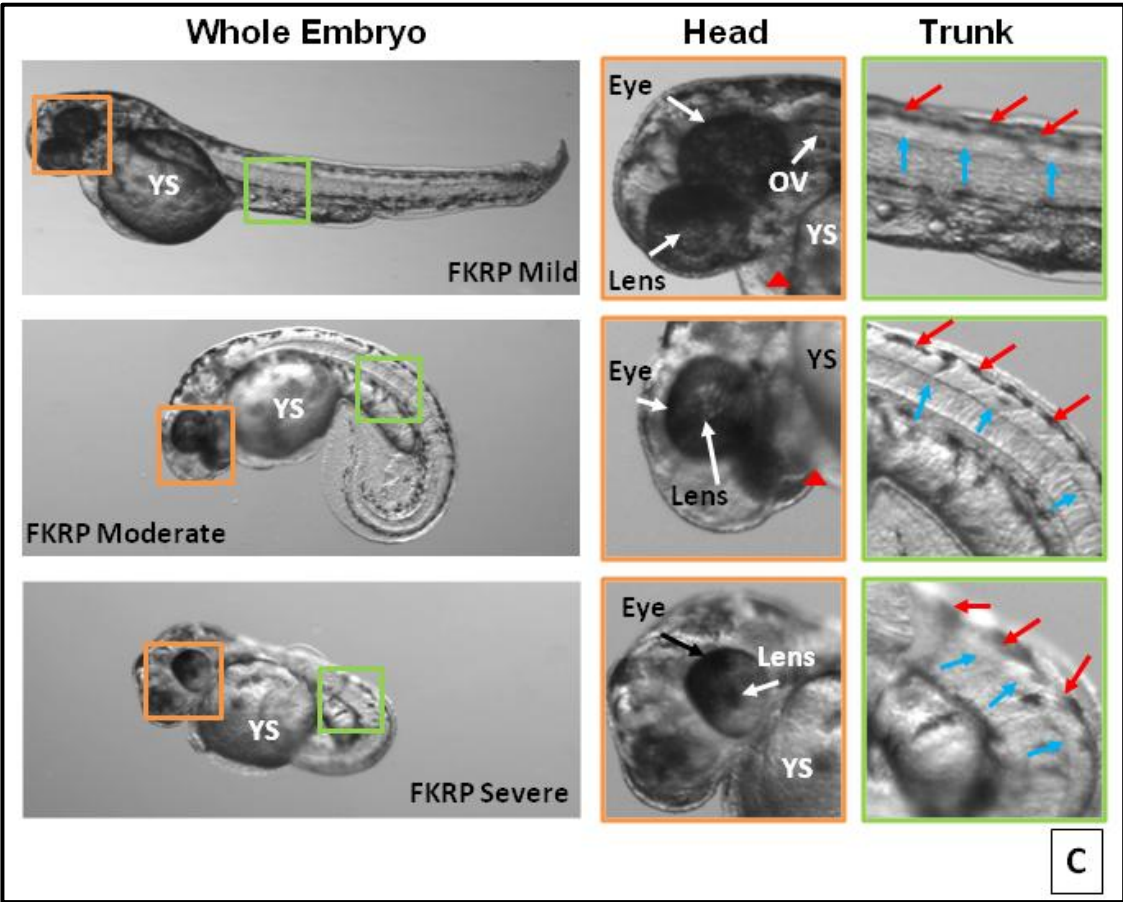 Whole Embryo
Head
Trunk
YS
FKRP Mild
Eye
OV
YS
Lens
YS
FKRP Moderate
YS
Eye
Lens
YS
FKRP Severe
Eye
Lens
YS
C